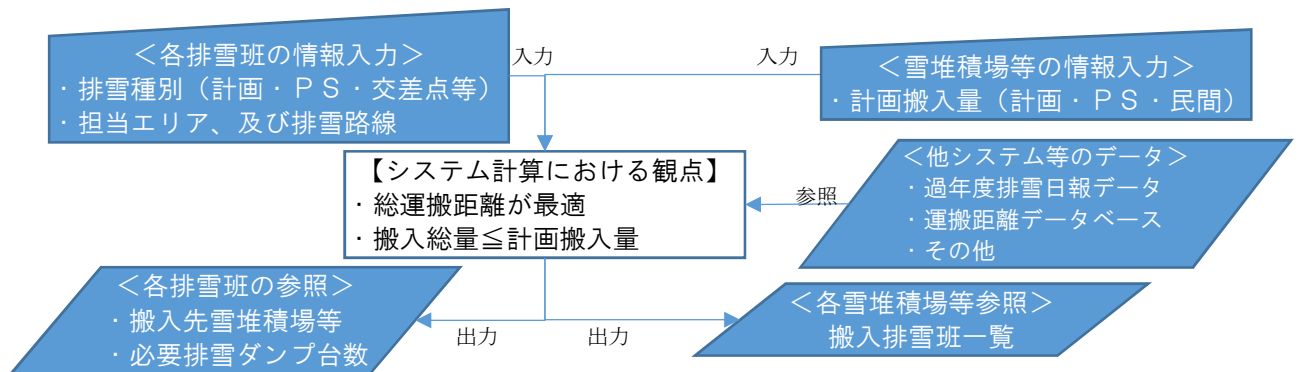 ＜各排雪班の情報入力＞
・排雪種別（計画・ＰＳ・交差点等）
・担当エリア、及び排雪路線
入力
入力
＜雪堆積場等の情報入力＞
・計画搬入量（計画・ＰＳ・民間）
【システム計算における観点】
・総運搬距離が最適
・搬入総量≦計画搬入量
参照
＜他システム等のデータ＞
・過年度排雪日報データ
・運搬距離データベース
・その他
＜各排雪班の参照＞
・搬入先雪堆積場等
・必要排雪ダンプ台数
出力
出力
＜各雪堆積場等参照＞
搬入排雪班一覧